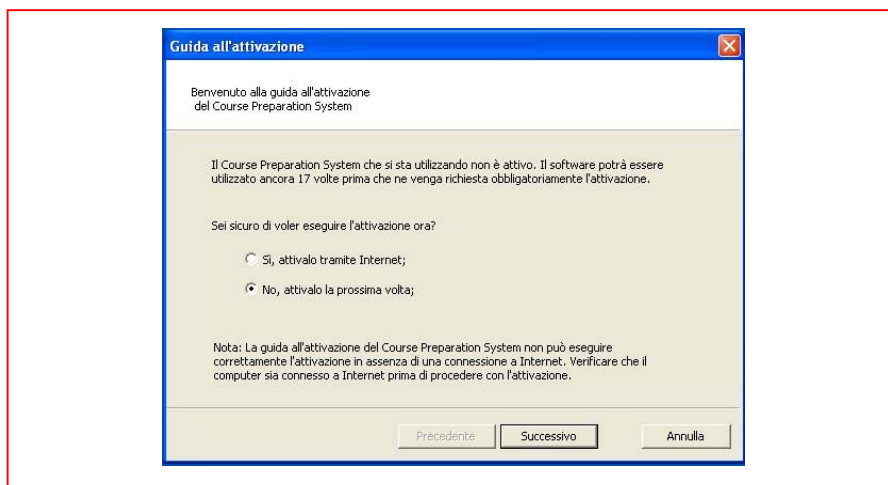 Guida all'attivazione
Benvenuto alla guida all'attivazione
del Course Preparation System
Il Course Preparation System che si sta utilizzando non è attivo. Il software potrà essere
utilizzato ancora 17 volte prima che ne venga richiesta obbligatoriamente l'attivazione.
Sei sicuro di voler eseguire l'attivazione ora?
Sì, attivalo tramite Internet;
No, attivalo la prossima volta;
Nota: La guida all'attivazione del Course Preparation System non può eseguire
correttamente l'attivazione in assenza di una connessione a Internet. Verificare che il
computer sia connesso a Internet prima di procedere con l'attivazione.
Precedente
Successivo
Annulla